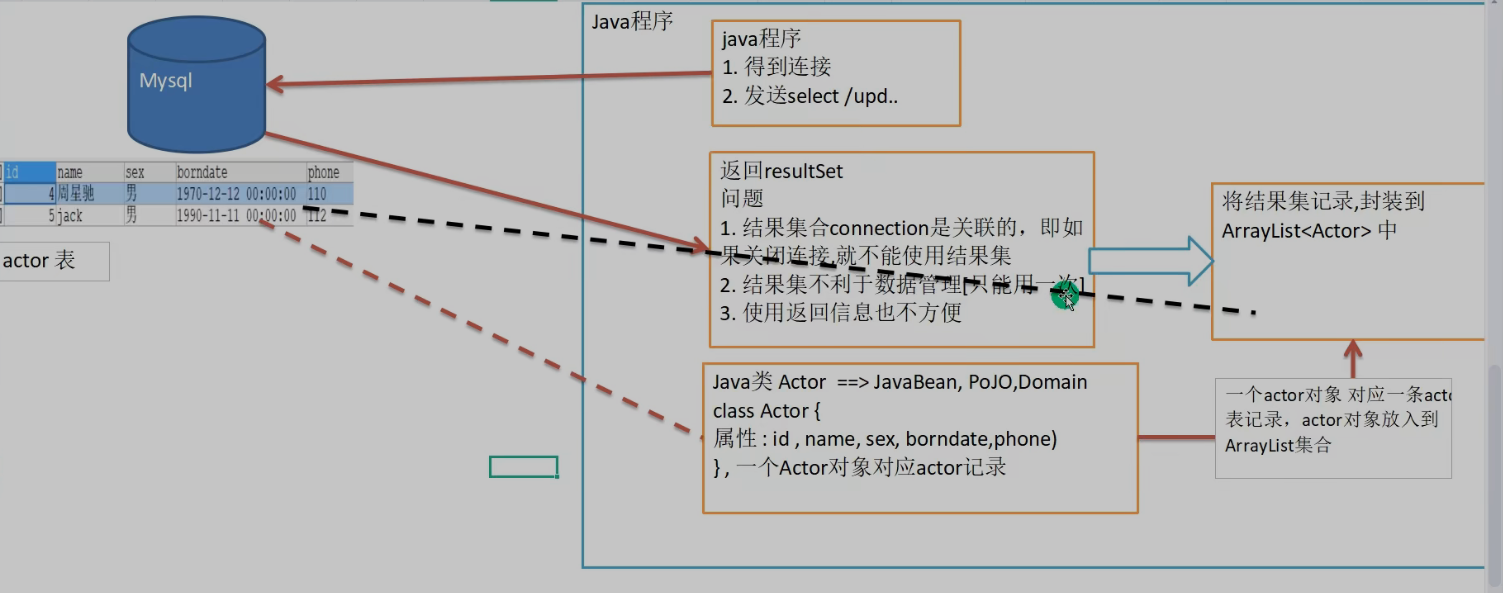 Java程序
java程序
1. 得到连接
2. 发送select /upd..
Mysql
id name sex borndate phone
4 周星驰 男 1970-12-12 00:00:00 110
5 jack 男 1990-11-11 00:00:00 112
actor 表
返回resultSet
问题
1. 结果集合connection是关联的，即如
果关闭连接,就不能使用结果集
2. 结果集不利于数据管理[只能用一次]
3. 使用返回信息也不方便
将结果集记录,封装到
ArrayList<Actor> 中
Java类 Actor ==> JavaBean, PoJO,Domain
class Actor {
属性 : id , name, sex, borndate,phone)
} , 一个Actor对象对应actor记录
一个actor对象 对应一条acto
表记录，actor对象放入到
ArrayList集合